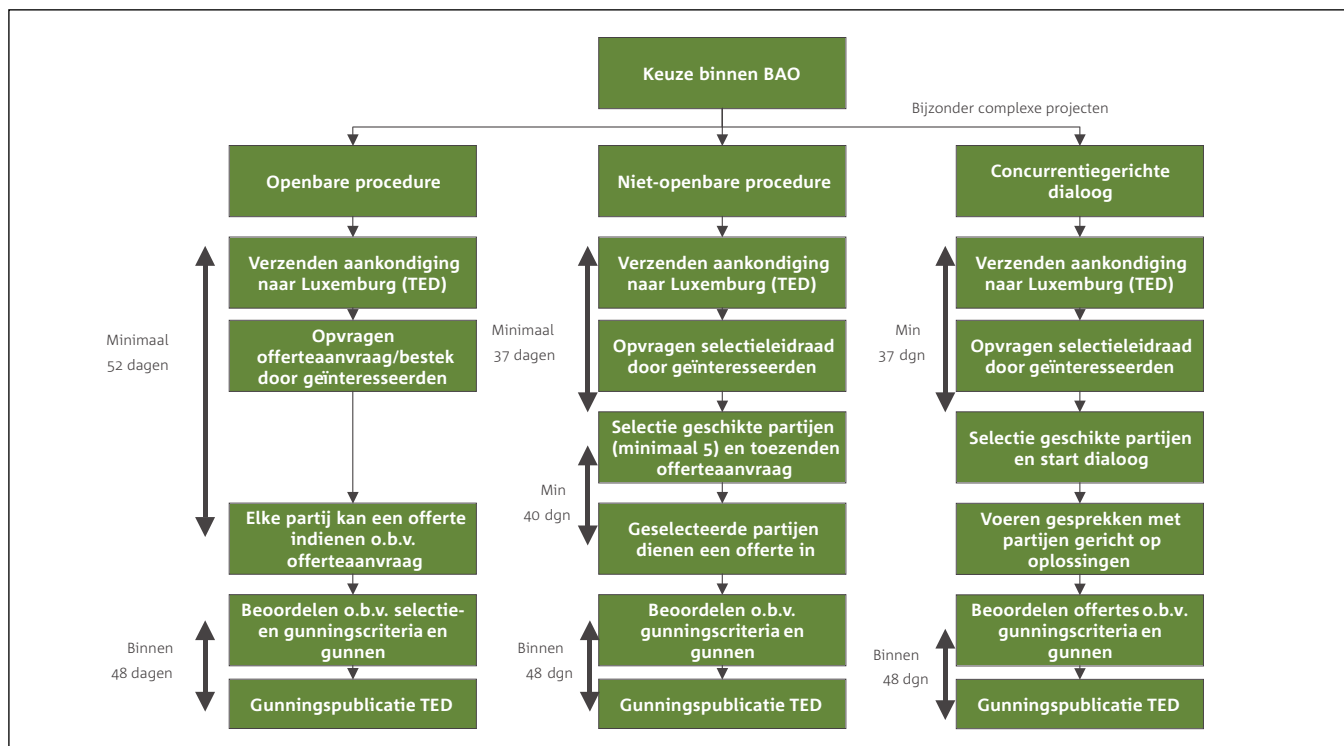 Keuze binnen BAO
Bijzonder complexe projecten
Openbare procedure
Niet-openbare procedure
Concurrentiegerichte
dialoog
Verzenden aankondiging
naar Luxemburg (TED)
Verzenden aankondiging
naar Luxemburg (TED)
Verzenden aankondiging
naar Luxemburg (TED)
Minimaal
52 dagen
Opvragen
offerteaanvraag/bestek
door geïnteresseerden
Minimaal
37 dagen
Opvragen selectieleidraad
door geïnteresseerden
Min
37 dgn
Opvragen selectieleidraad
door geïnteresseerden
Selectie geschikte partijen
(minimaal 5) en toezenden
offerteaanvraag
Selectie geschikte partijen
en start dialoog
Min
40 dgn
Elke partij kan een offerte
indienen o.b.v.
offerteaanvraag
Geselecteerde partijen
dienen een offerte in
Voeren gesprekken met
partijen gericht op
oplossingen
Binnen
48 dagen
Beoordelen o.b.v. selectie-
en gunningscriteria en
gunnen
Binnen
48 dgn
Beoordelen o.b.v.
gunningscriteria en
gunnen
Binnen
48 dgn
Beoordelen offertes o.b.v.
gunningscriteria en
gunnen
Gunningspublicatie TED
Gunningspublicatie TED
Gunningspublicatie TED